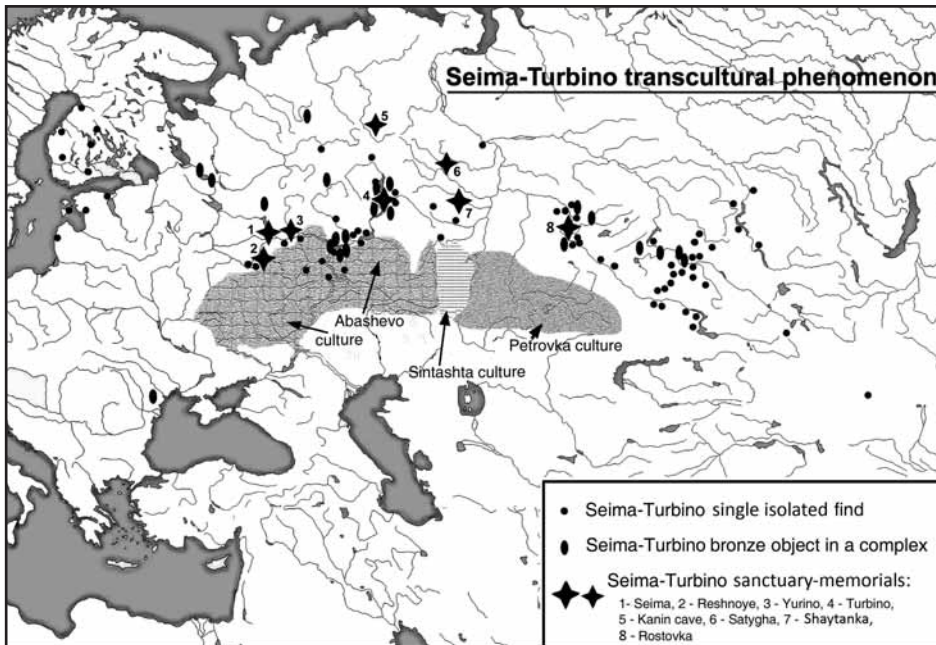 Seima-Turbino transcultural phenomenon
5
6
4
7
1
3
8
2
Abashevo
culture
Petrovka culture
Sintashta culture
Seima-Turbino single isolated find
Seima-Turbino bronze object in a complex
Seima-Turbino sanctuary-memorials:
1- Seima, 2 - Reshnoye, 3 - Yurino, 4 - Turbino,
5 - Kanin cave, 6 - Satygha, 7 - Shaytanka,
8 - Rostovka